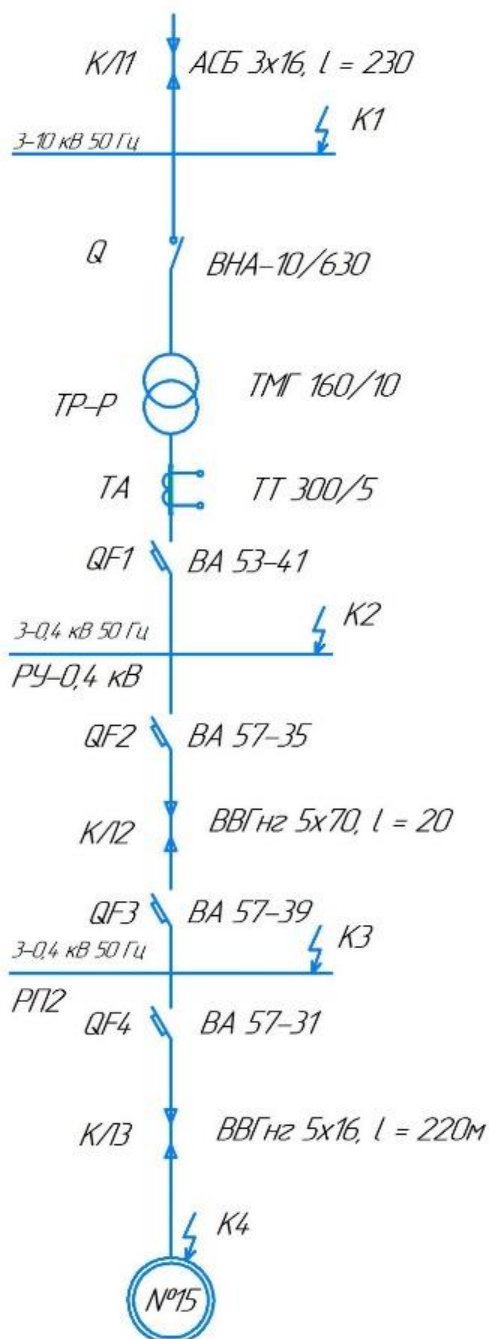 КЛ1 АСБ 3х16, l = 230
К1
3-10 кВ 50 Гц
Q ВНА-10/630
ТМГ 160/10
ТР-Р
ТА ТТ 300/5
QF1 ВА 53-41
К2
3-0,4 кВ 50 Гц
РУ-0,4 кВ
QF2 ВА 57-35
КЛ2 ВВГнг 5х70, l = 20
QF3 ВА 57-39
К3
3-0,4 кВ 50 Гц
РП2
QF4 ВА 57-31
КЛ3 ВВГнг 5х16, l = 220м
К4
№15